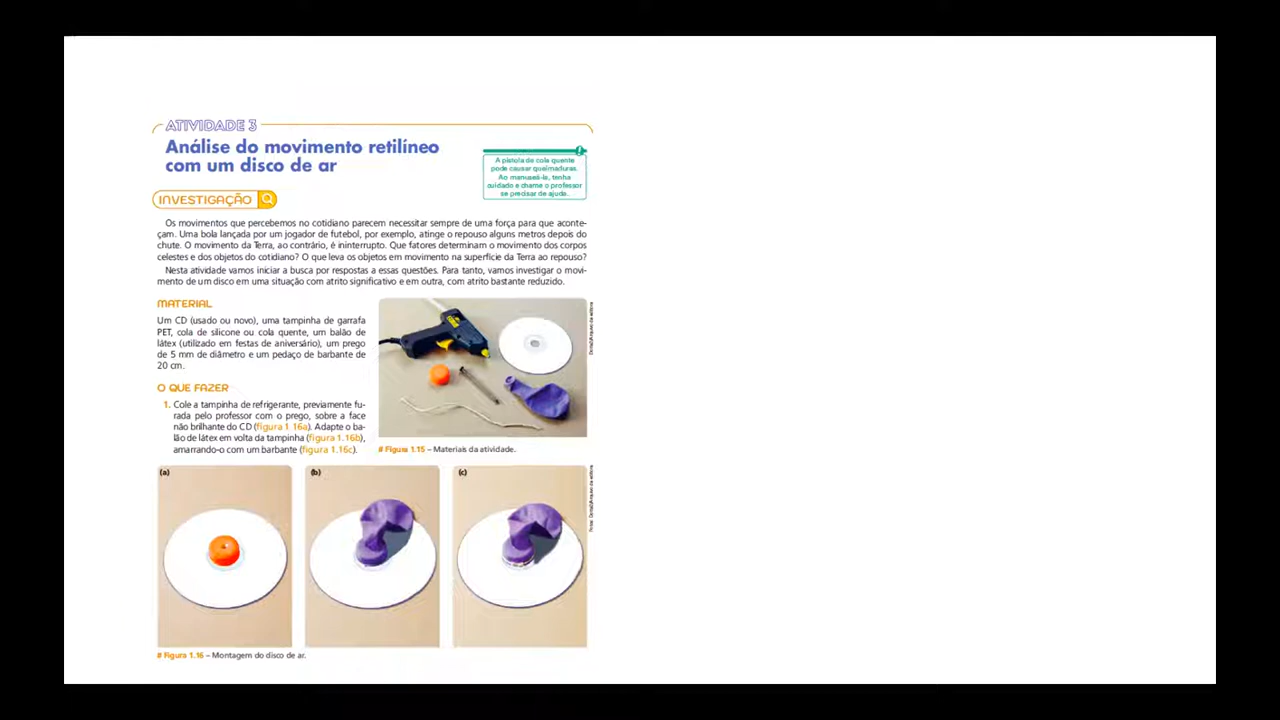 ATIVIDADE 3
Análise do movimento retilíneo
com um disco de ar
A pistola de cola quente
pode causar queimaduras.
Ao manuseá-la, tenha
cuidado e chame o professor
se precisar de ajuda.
INVESTIGAÇÃO
Os movimentos que percebemos no cotidiano parecem necessitar sempre de uma força para que aconte-
çam. Uma bola lançada por um jogador de futebol, por exemplo, atinge o repouso alguns metros depois do
chute. O movimento da Terra, ao contrário, é ininterrupto. Que fatores determinam o movimento dos corpos
celestes e dos objetos do cotidiano? O que leva os objetos em movimento na superfície da Terra ao repouso?
Nesta atividade vamos iniciar a busca por respostas a essas questões. Para tanto, vamos investigar o movi-
mento de um disco em uma situação com atrito significativo e em outra, com atrito bastante reduzido.
MATERIAL
Um CD (usado ou novo), uma tampinha de garrafa
PET, cola de silicone ou cola quente, um balão de
látex (utilizado em festas de aniversário), um prego
de 5 mm de diâmetro e um pedaço de barbante de
20 cm.
O QUE FAZER
1. Cole a tampinha de refrigerante, previamente fu-
rada pelo professor com o prego, sobre a face
não brilhante do CD (figura 1 16a). Adapte o ba-
lão de látex em volta da tampinha (figura 1.16b),
amarrando-o com um barbante (figura 1.16c).
# Figura 1.15 – Materiais da atividade.
(a)
(b)
(c)
# Figura 1.16 – Montagem do disco de ar.